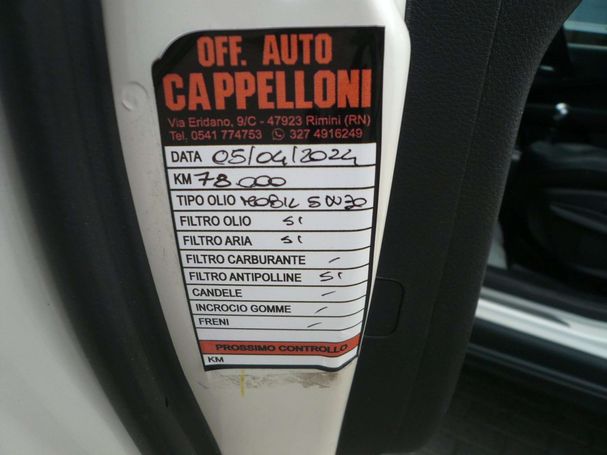 OFF. AUTO
CAPPELLONI
Via Eridano, 9/C - 47923 Rimini (RN)
Tel. 0541 774753 327 4916249
DATA 05/04/2024
KM 78.000
TIPO OLIO MOBIL 5W30
FILTRO OLIO SI
FILTRO ARIA SI
FILTRO CARBURANTE -
FILTRO ANTIPOLLINE SI
CANDELE -
INCROCIO GOMME -
FRENI -
PROSSIMO CONTROLLO
KM